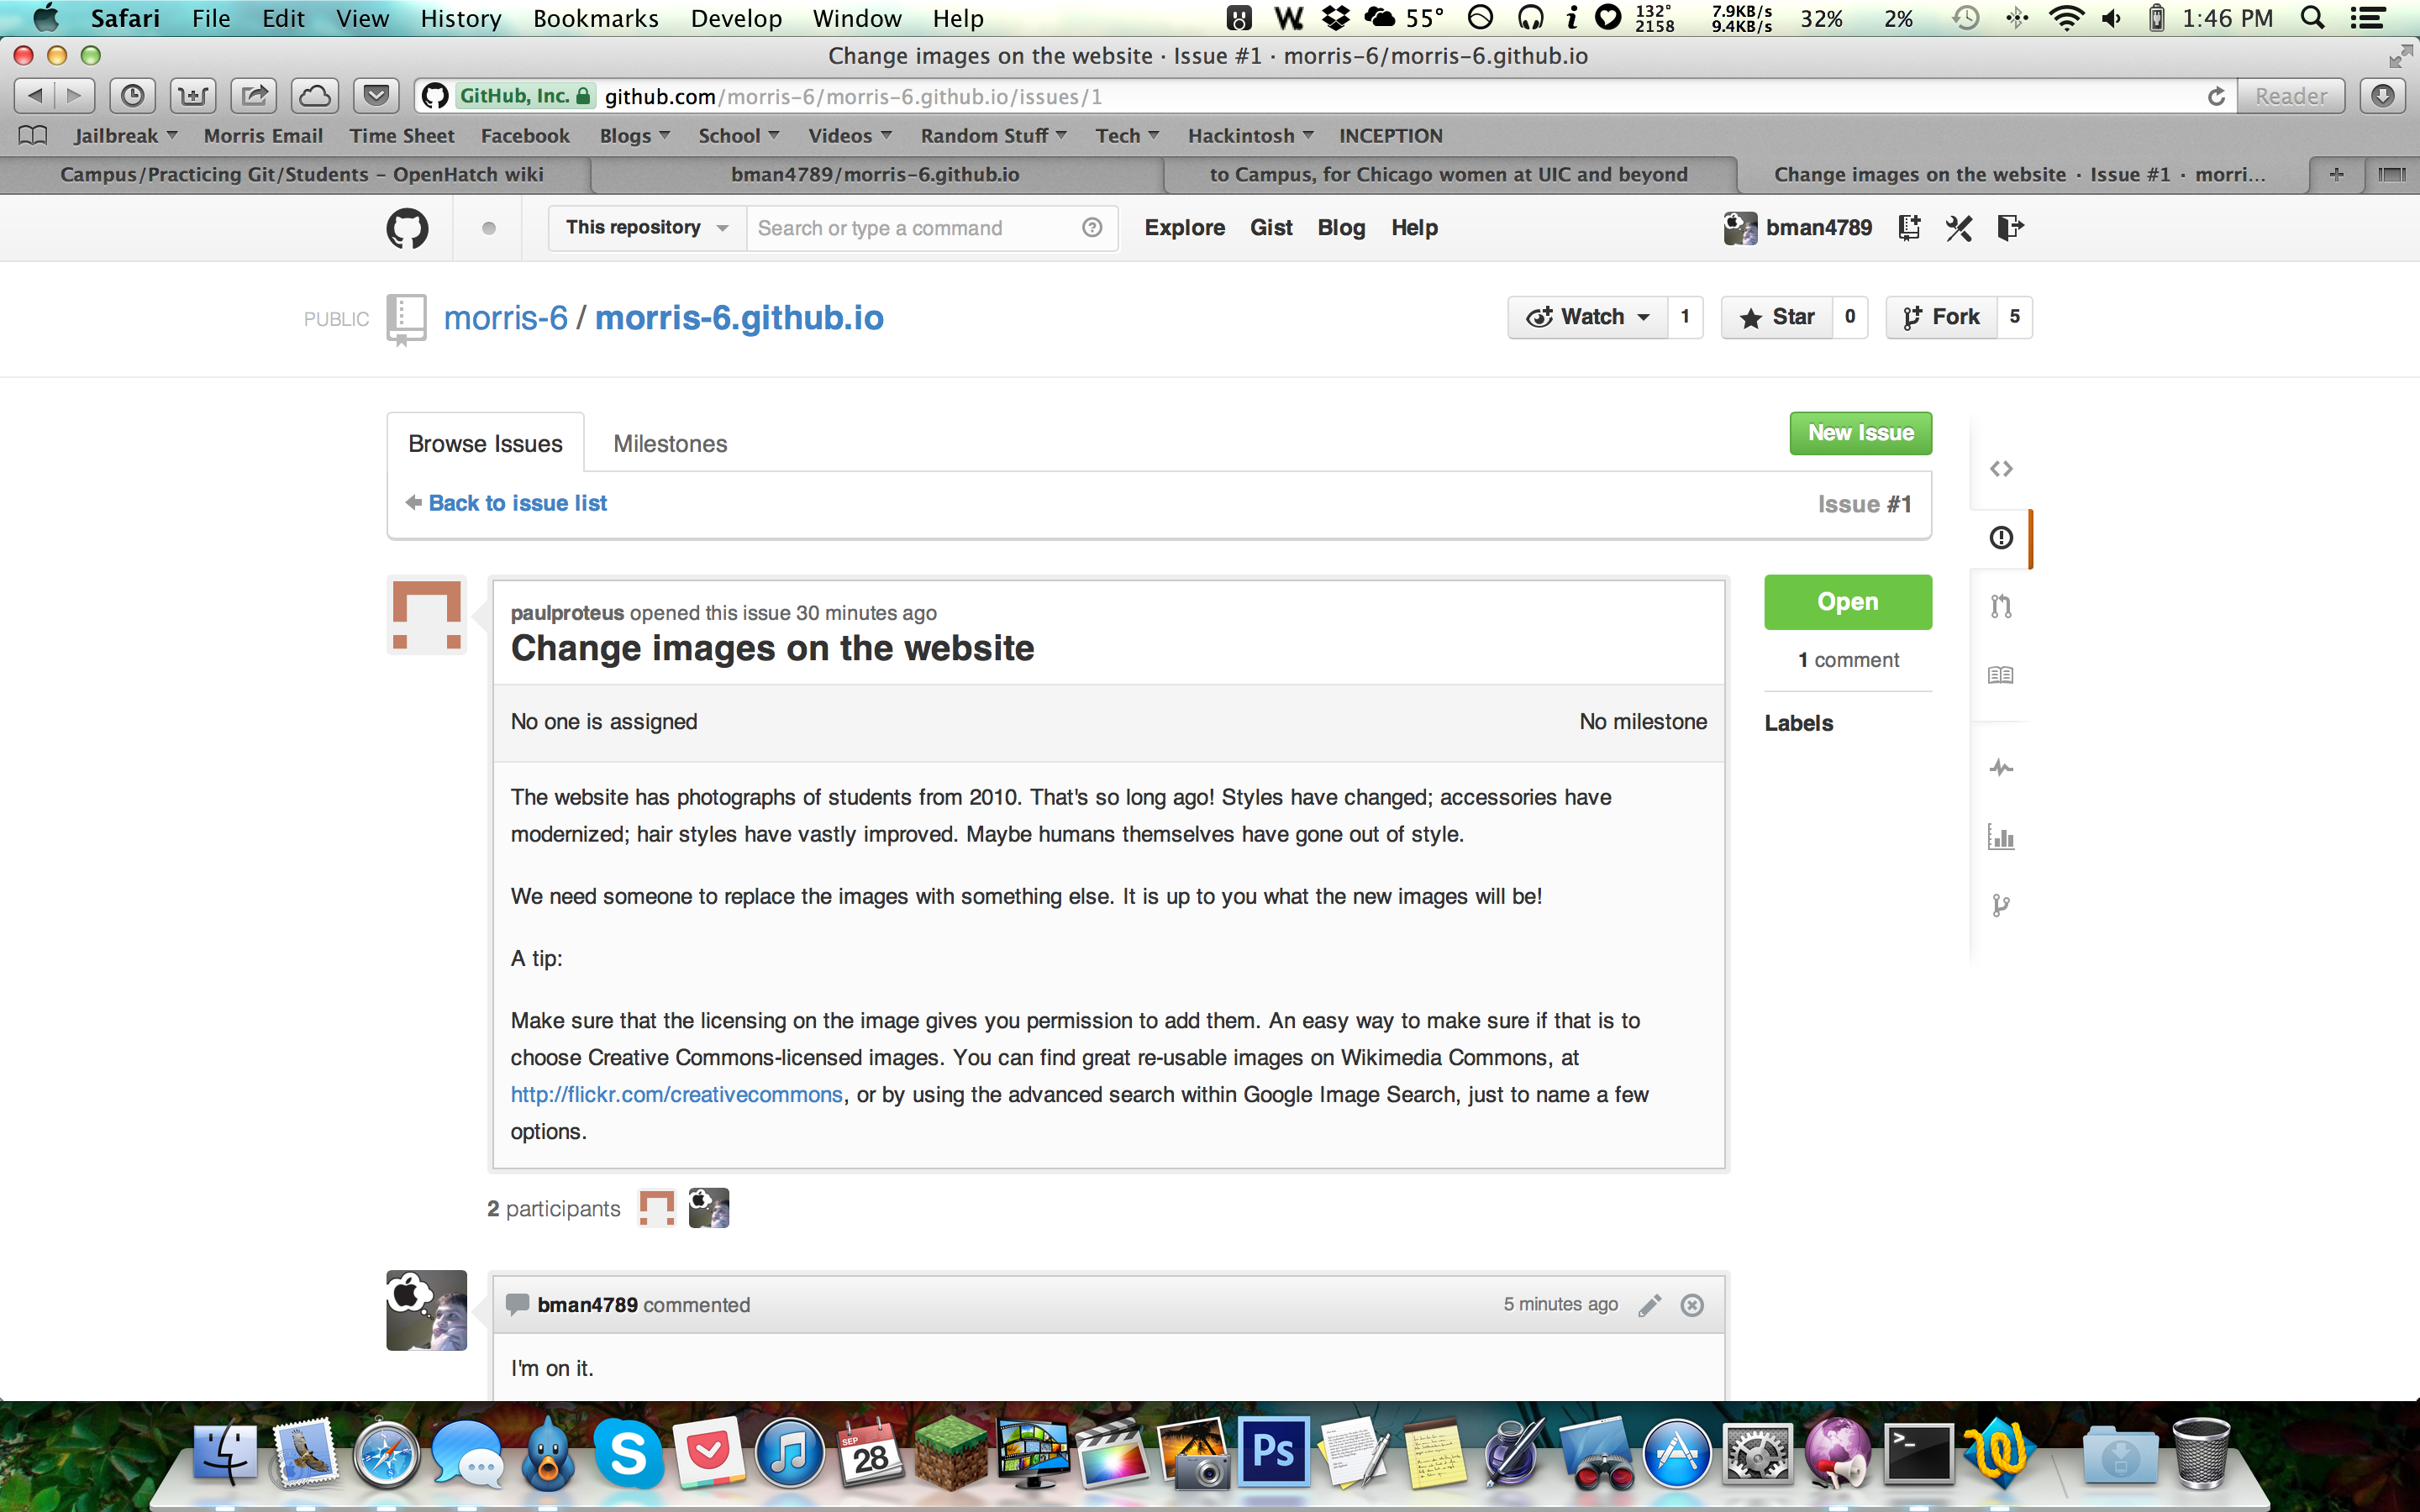 Safari File Edit View History Bookmarks Develop Window Help 55° 132° 2158 7.9KB/s 9.4KB/s 32% 2% 1:46 PM
Change images on the website · Issue #1 · morris-6/morris-6.github.io
GitHub, Inc. github.com/morris-6/morris-6.github.io/issues/1 Reader
Jailbreak Morris Email Time Sheet Facebook Blogs School Videos Random Stuff Tech Hackintosh INCEPTION
Campus/Practicing Git/Students – OpenHatch wiki bman4789/morris-6.github.io to Campus, for Chicago women at UIC and beyond Change images on the website · Issue #1 · morri...
This repository Search or type a command Explore Gist Blog Help bman4789
PUBLIC morris-6 / morris-6.github.io Watch 1 Star 0 Fork 5
Browse Issues Milestones New Issue
Back to issue list Issue #1
paulproteus opened this issue 30 minutes ago Open
Change images on the website
1 comment
No one is assigned No milestone Labels
The website has photographs of students from 2010. That's so long ago! Styles have changed; accessories have
modernized; hair styles have vastly improved. Maybe humans themselves have gone out of style.
We need someone to replace the images with something else. It is up to you what the new images will be!
A tip:
Make sure that the licensing on the image gives you permission to add them. An easy way to make sure if that is to
choose Creative Commons-licensed images. You can find great re-usable images on Wikimedia Commons, at
http://flickr.com/creativecommons, or by using the advanced search within Google Image Search, just to name a few
options.
2 participants
bman4789 commented 5 minutes ago
I'm on it.
SEP
28
Ps